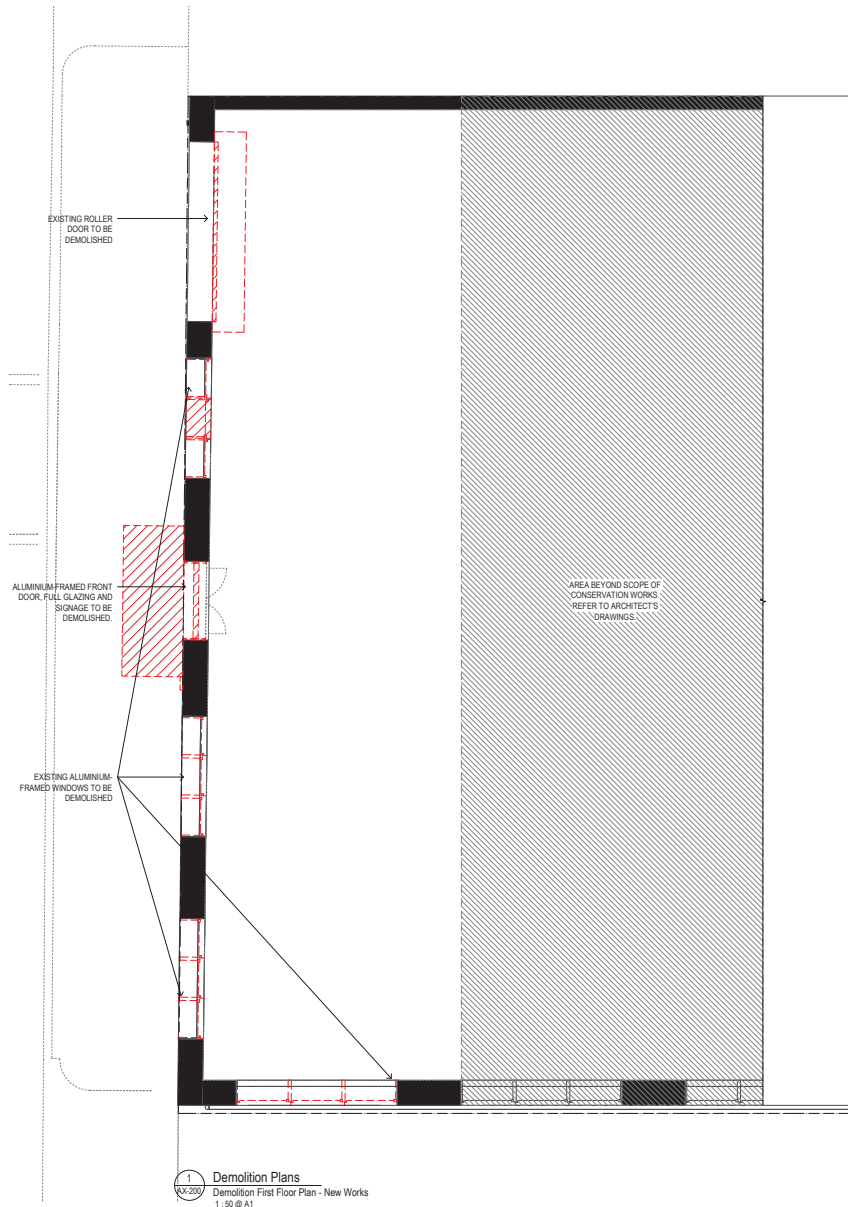 EXISTING ROLLER
DOOR TO BE
DEMOLISHED
ALUMINIUM-FRAMED FRONT
DOOR, FULL GLAZING AND
SIGNAGE TO BE
DEMOLISHED.
AREA BEYOND SCOPE OF
CONSERVATION WORKS.
REFER TO ARCHITECT'S
DRAWINGS.
EXISTING ALUMINIUM-
FRAMED WINDOWS TO BE
DEMOLISHED
1
AX-200
Demolition Plans
Demolition First Floor Plan - New Works
1 : 50 @ A1